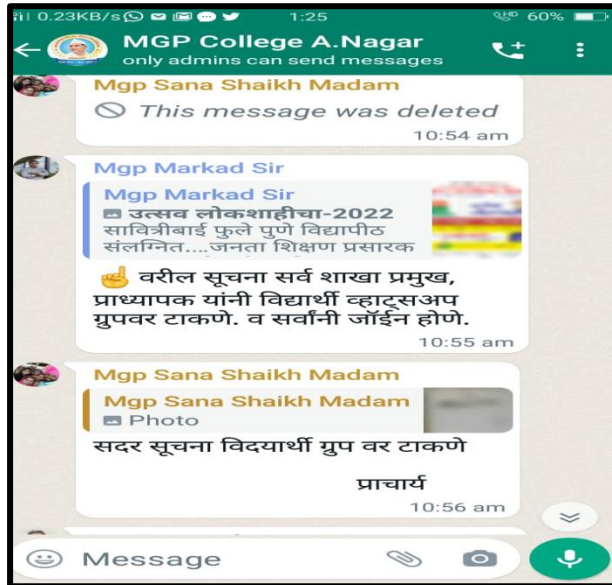 0.23KB/s 1:25 60%
MGP College A.Nagar
only admins can send messages
Mgp Sana Shaikh Madam
This message was deleted
10:54 am
Mgp Markad Sir
Mgp Markad Sir
उत्सव लोकशाहीचा-2022
सावित्रीबाई फुले पुणे विद्यापीठ
संलग्नित....जनता शिक्षण प्रसारक
☝ वरील सूचना सर्व शाखा प्रमुख,
प्राध्यापक यांनी विद्यार्थी व्हाट्सअप
ग्रुपवर टाकणे. व सर्वांनी जॉईन होणे.
10:55 am
Mgp Sana Shaikh Madam
Mgp Sana Shaikh Madam
Photo
सदर सूचना विदयार्थी ग्रुप वर टाकणे
प्राचार्य
10:56 am
Message